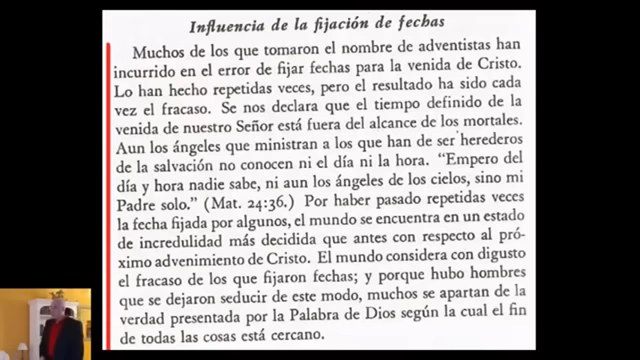 Influencia de la fijación de fechas
Muchos de los que tomaron el nombre de adventistas han
incurrido en el error de fijar fechas para la venida de Cristo.
Lo han hecho repetidas veces, pero el resultado ha sido cada
vez el fracaso. Se nos declara que el tiempo definido de la
venida de nuestro Señor está fuera del alcance de los mortales.
Aun los ángeles que ministran a los que han de ser herederos
de la salvación no conocen ni el día ni la hora. “Empero del
día y hora nadie sabe, ni aun los ángeles de los cielos, sino mi
Padre solo.” (Mat. 24:36.) Por haber pasado repetidas veces
la fecha fijada por algunos, el mundo se encuentra en un estado
de incredulidad más decidida que antes con respecto al pró-
ximo advenimiento de Cristo. El mundo considera con digusto
el fracaso de los que fijaron fechas; y porque hubo hombres
que se dejaron seducir de este modo, muchos se apartan de la
verdad presentada por la Palabra de Dios según la cual el fin
de todas las cosas está cercano.